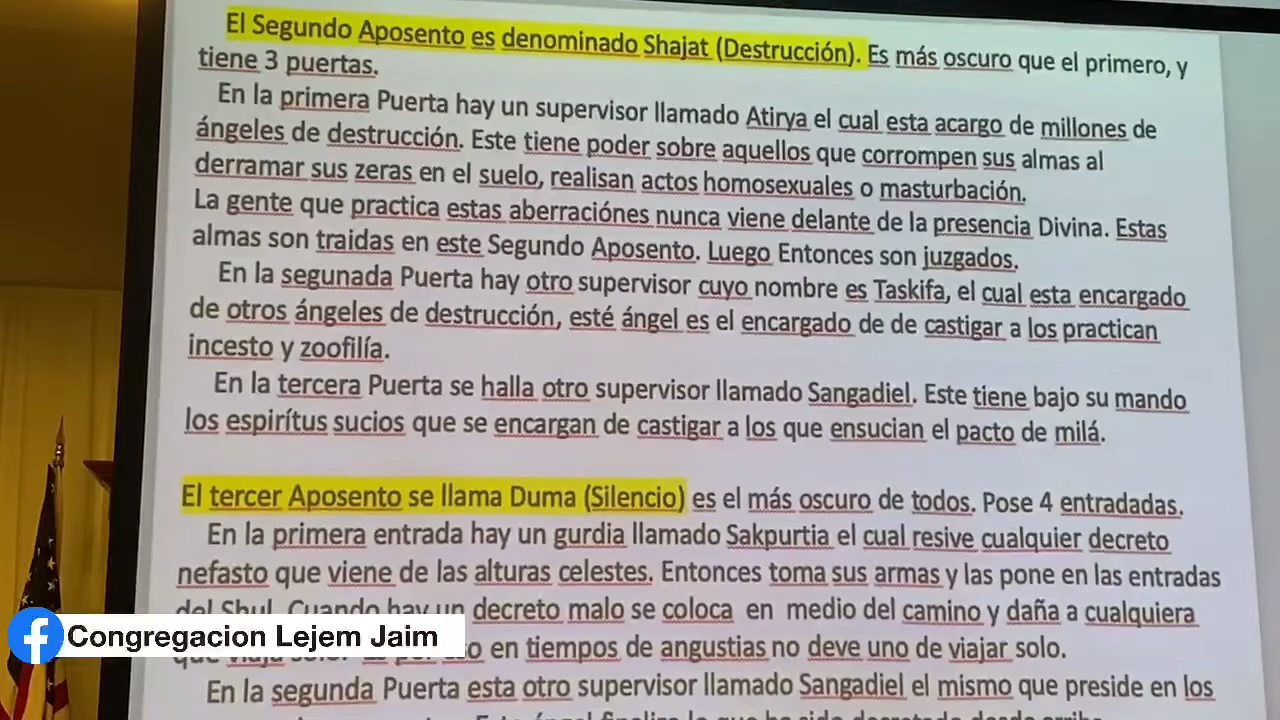 El Segundo Aposento es denominado Shajat (Destrucción). Es más oscuro que el primero, y
tiene 3 puertas.
En la primera Puerta hay un supervisor llamado Atirya el cual esta acargo de millones de
ángeles de destrucción. Este tiene poder sobre aquellos que corrompen sus almas al
derramar sus zeras en el suelo, realisan actos homosexuales o masturbación.
La gente que practica estas aberraciónes nunca viene delante de la presencia Divina. Estas
almas son traidas en este Segundo Aposento. Luego Entonces son juzgados.
En la segunada Puerta hay otro supervisor cuyo nombre es Taskifa, el cual esta encargado
de otros ángeles de destrucción, esté ángel es el encargado de de castigar a los practican
incesto y zoofilía.
En la tercera Puerta se halla otro supervisor llamado Sangadiel. Este tiene bajo su mando
los espirítus sucios que se encargan de castigar a los que ensucian el pacto de milá.
El tercer Aposento se llama Duma (Silencio) es el más oscuro de todos. Pose 4 entradadas.
En la primera entrada hay un gurdia llamado Sakpurtia el cual resive cualquier decreto
nefasto que viene de las alturas celestes. Entonces toma sus armas y las pone en las entradas
del Shul. Cuando hay un decreto malo se coloca en medio del camino y daña a cualquiera
en tiempos de angustias no deve uno de viajar solo.
En la segunda Puerta esta otro supervisor llamado Sangadiel el mismo que preside en los
Congregacion Lejem Jaim